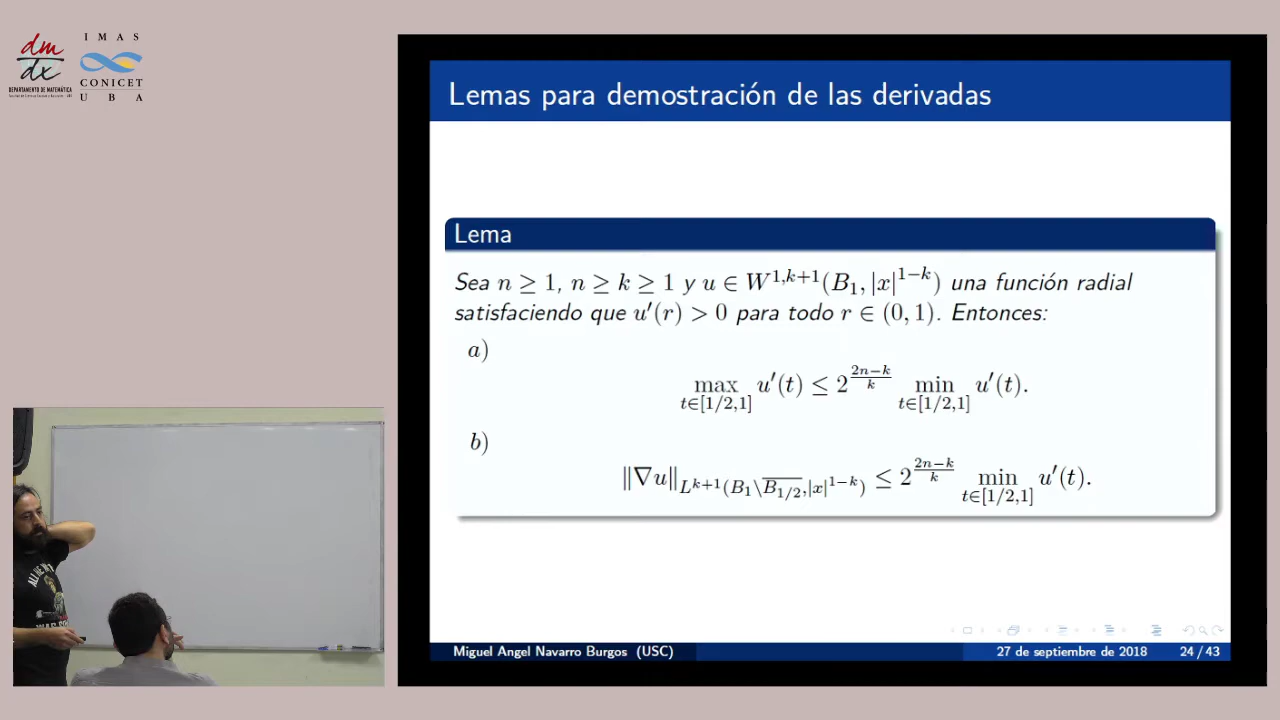 dm
dx
DEPARTAMENTO DE MATEMÁTICA
I M A S
CONICET
U B A
Lemas para demostración de las derivadas
Lema
Sea n ≥ 1, n ≥ k ≥ 1 y u ∈ W^{1,k+1}(B_1, |x|^{1−k}) una función radial
satisfaciendo que u′(r) > 0 para todo r ∈ (0, 1). Entonces:
a)
max_{t∈[1/2,1]} u′(t) ≤ 2^{\frac{2n−k}{k}} min_{t∈[1/2,1]} u′(t).
b)
‖∇u‖_{L^{k+1}(B_1∖\overline{B_{1/2}},|x|^{1−k})} ≤ 2^{\frac{2n−k}{k}} min_{t∈[1/2,1]} u′(t).
Miguel Angel Navarro Burgos (USC)
27 de septiembre de 2018
24 / 43